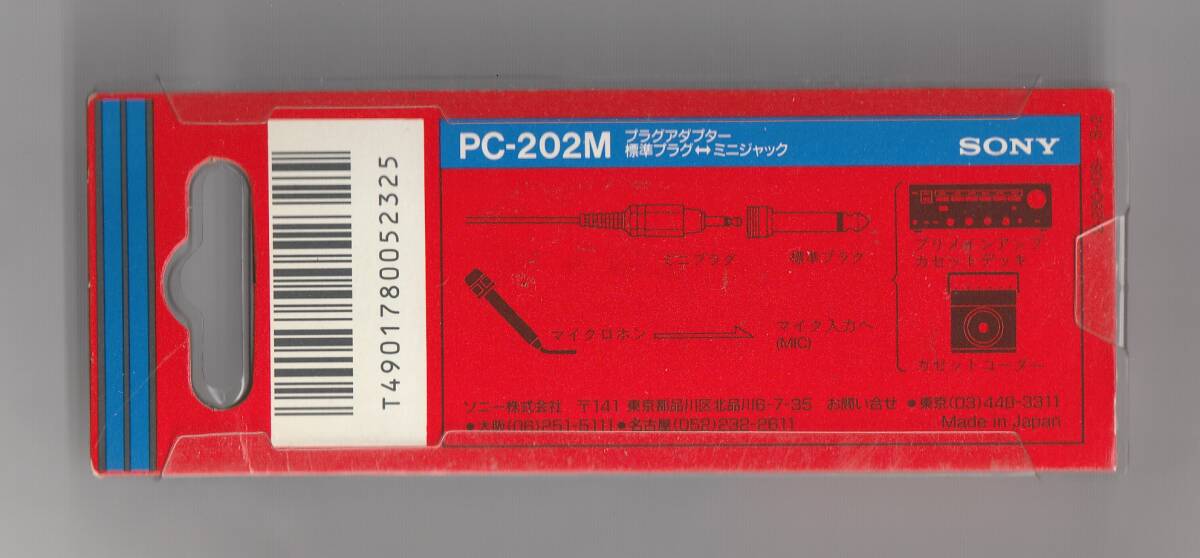 T4901780052325
PC-202M
プラグアダプター
標準プラグ↔ミニジャック
SONY
ミニプラグ
標準プラグ
プリメインアンプ
カセットデッキ
マイクロホン
マイク入力へ
(MIC)
カセットコーダー
ソニー株式会社 〒141 東京都品川区北品川6-7-35 お問い合せ ●東京(03)448-3311
●大阪(06)251-5111 ●名古屋(052)232-2611
Made in Japan